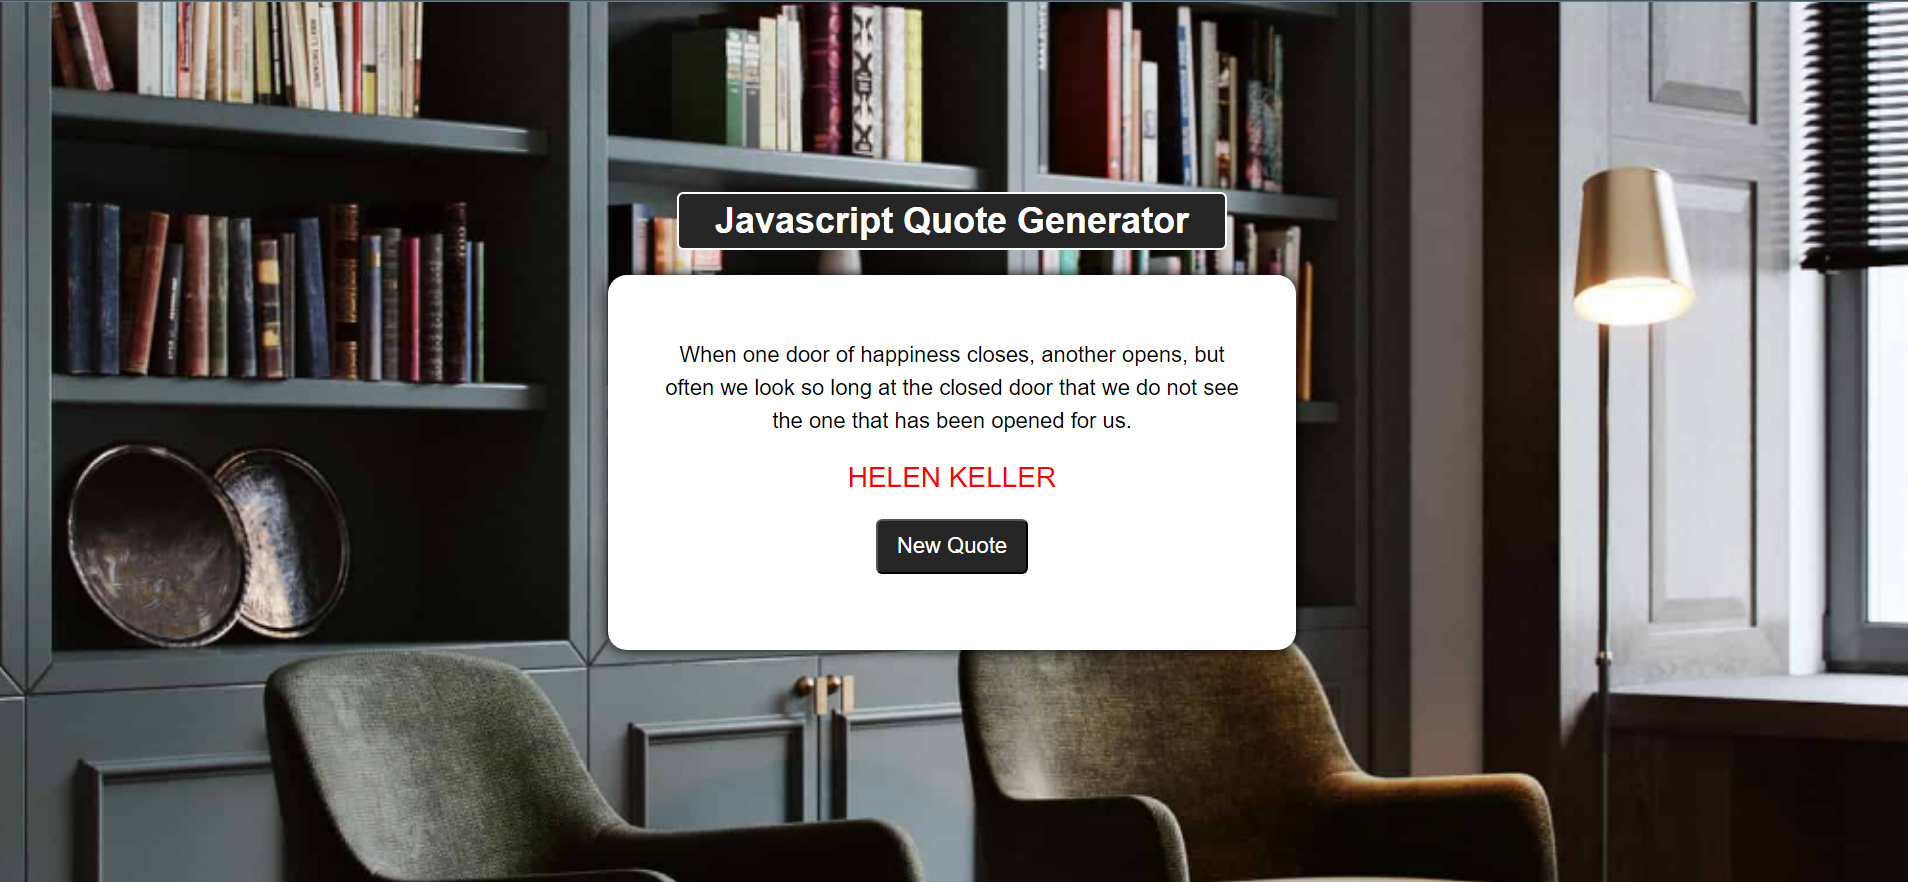 Javascript Quote Generator
When one door of happiness closes, another opens, but
often we look so long at the closed door that we do not see
the one that has been opened for us.
HELEN KELLER
New Quote